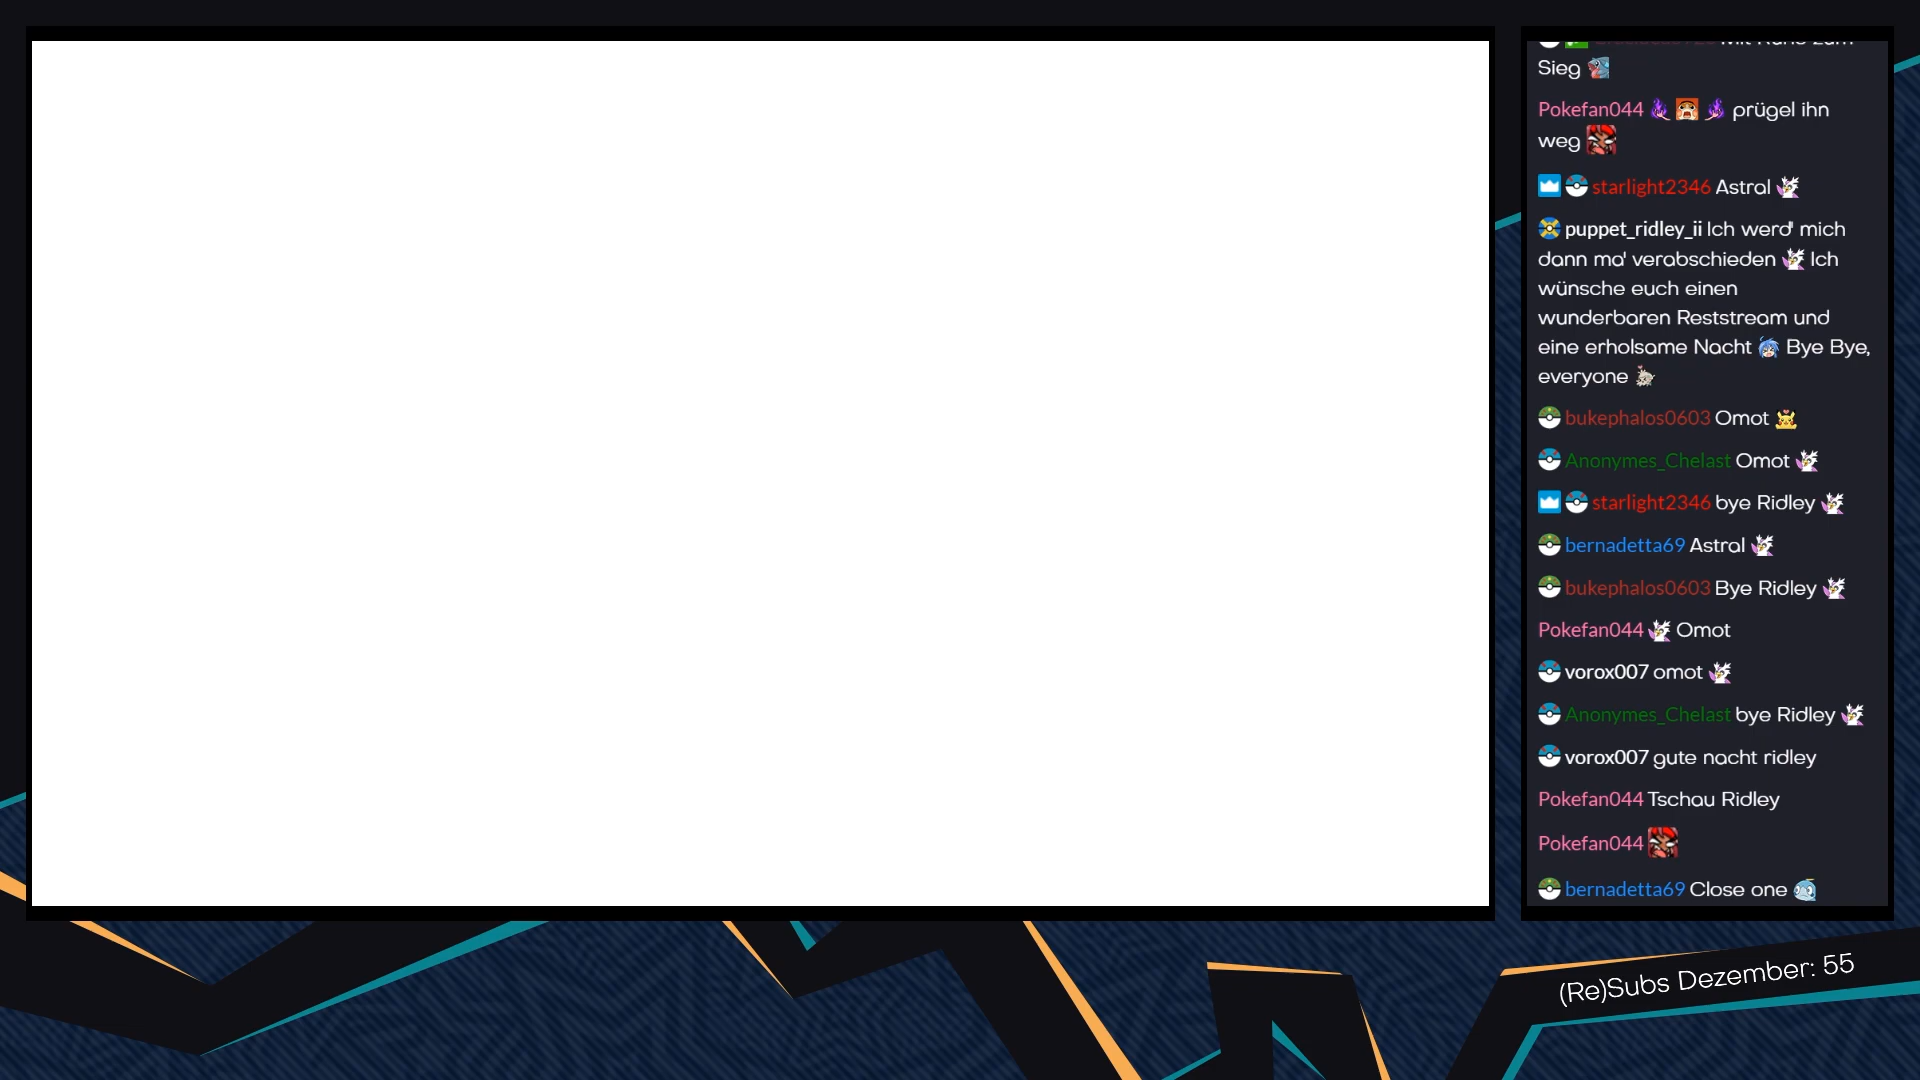 Sieg
Pokefan044 prügel ihn
weg
starlight2346 Astral
puppet_ridley_ii Ich werd' mich
dann ma' verabschieden Ich
wünsche euch einen
wunderbaren Reststream und
eine erholsame Nacht Bye Bye,
everyone
bukephalos0603 Omot
Anonymes_Chelast Omot
starlight2346 bye Ridley
bernadetta69 Astral
bukephalos0603 Bye Ridley
Pokefan044 Omot
vorox007 omot
Anonymes_Chelast bye Ridley
vorox007 gute nacht ridley
Pokefan044 Tschau Ridley
Pokefan044
bernadetta69 Close one
(Re)Subs Dezember: 55